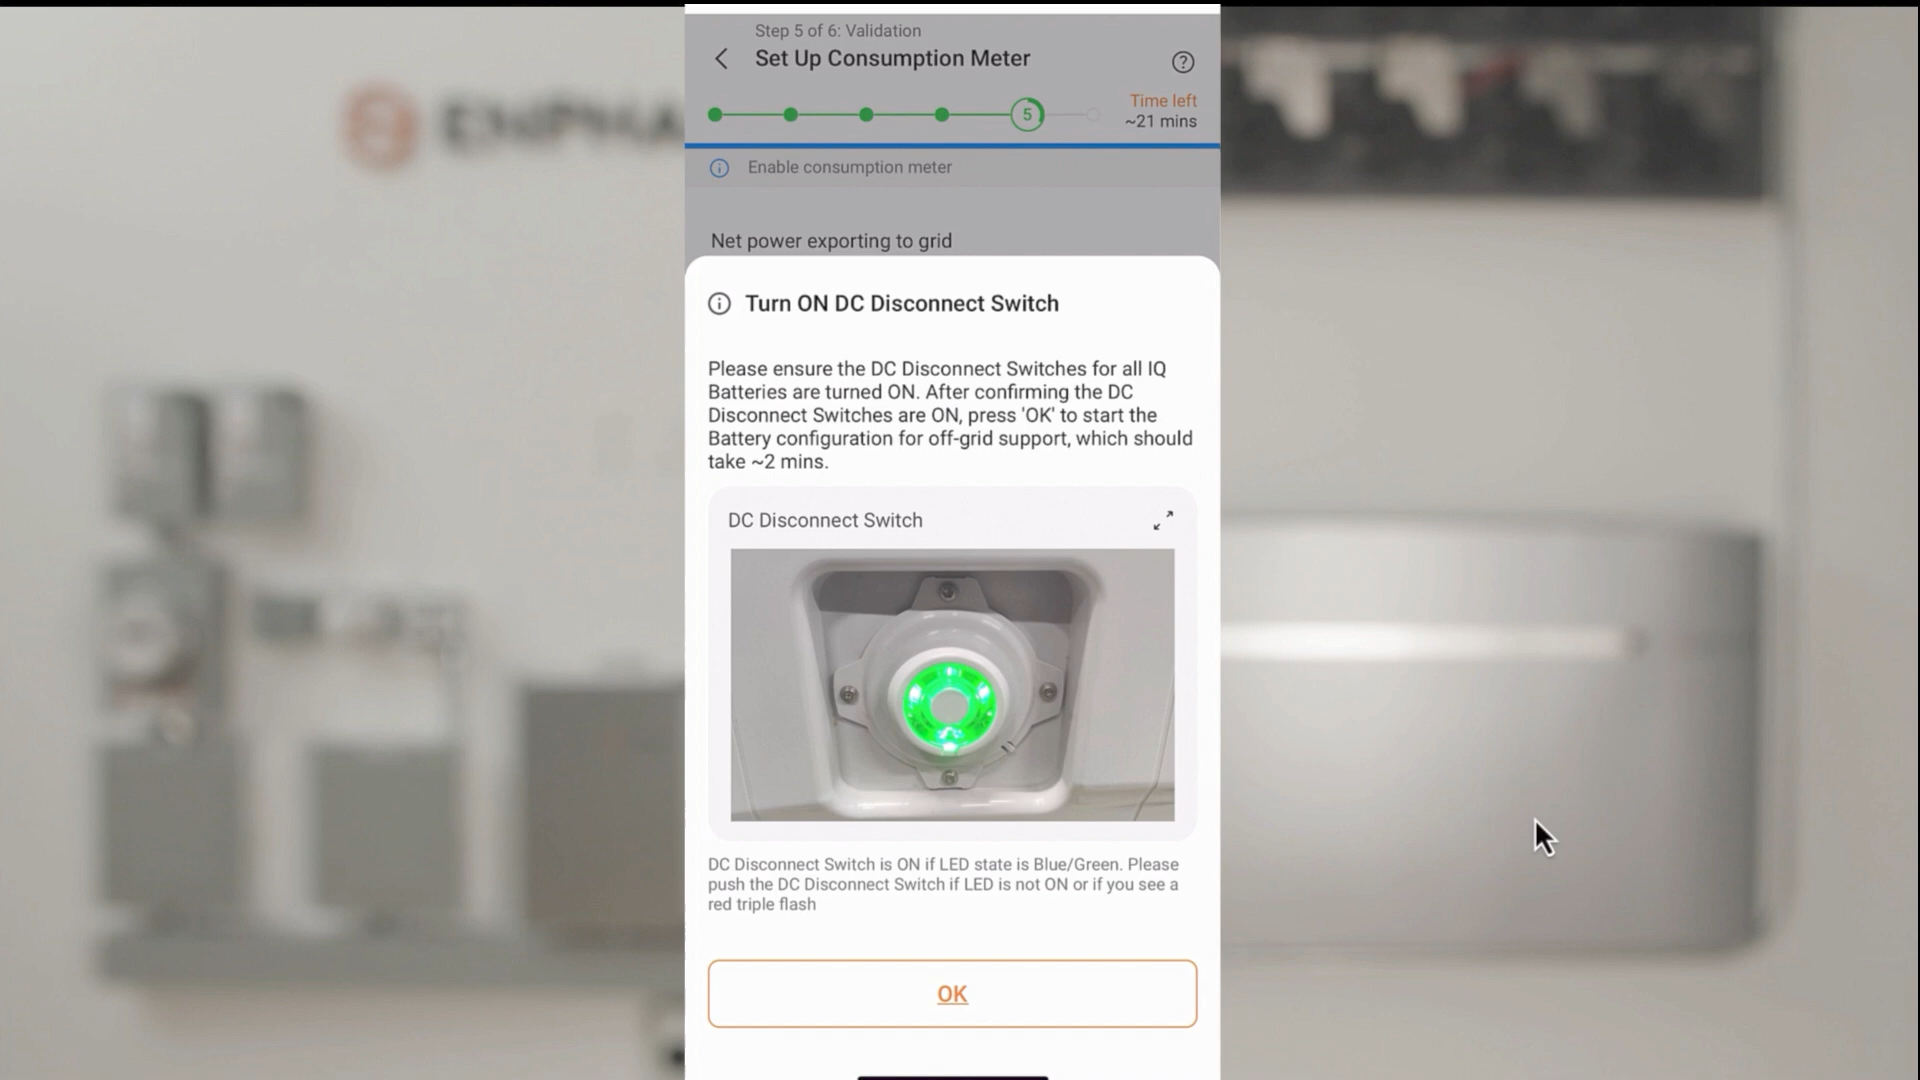 Step 5 of 6: Validation
Set Up Consumption Meter
5
Time left
~21 mins
Enable consumption meter
Net power exporting to grid
Turn ON DC Disconnect Switch
Please ensure the DC Disconnect Switches for all IQ
Batteries are turned ON. After confirming the DC
Disconnect Switches are ON, press 'OK' to start the
Battery configuration for off-grid support, which should
take ~2 mins.
DC Disconnect Switch
DC Disconnect Switch is ON if LED state is Blue/Green. Please
push the DC Disconnect Switch if LED is not ON or if you see a
red triple flash
OK